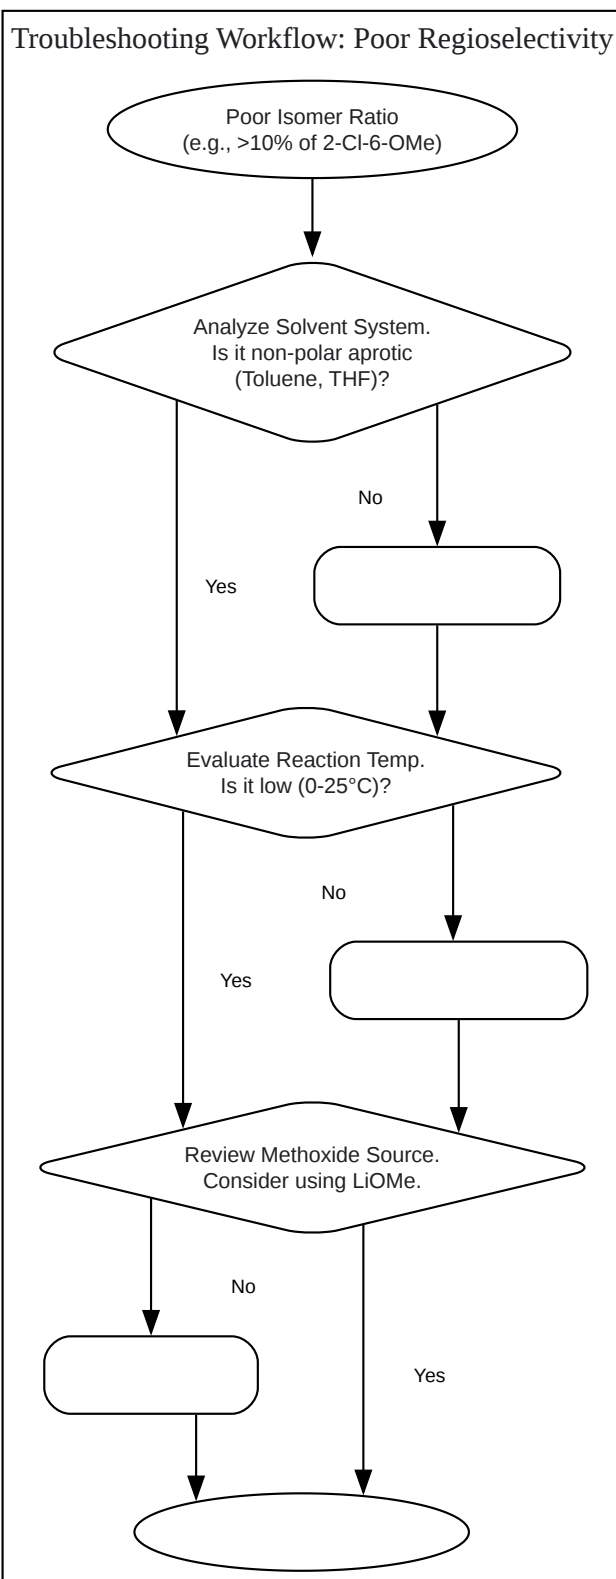 Troubleshooting Workflow: Poor Regioselectivity
Poor Isomer Ratio
(e.g., >10% of 2-Cl-6-OMe)
Analyze Solvent System.
Is it non-polar aprotic
(Toluene, THF)?
No
Yes
Evaluate Reaction Temp.
Is it low (0-25°C)?
No
Yes
Review Methoxide Source.
Consider using LiOMe.
No
Yes